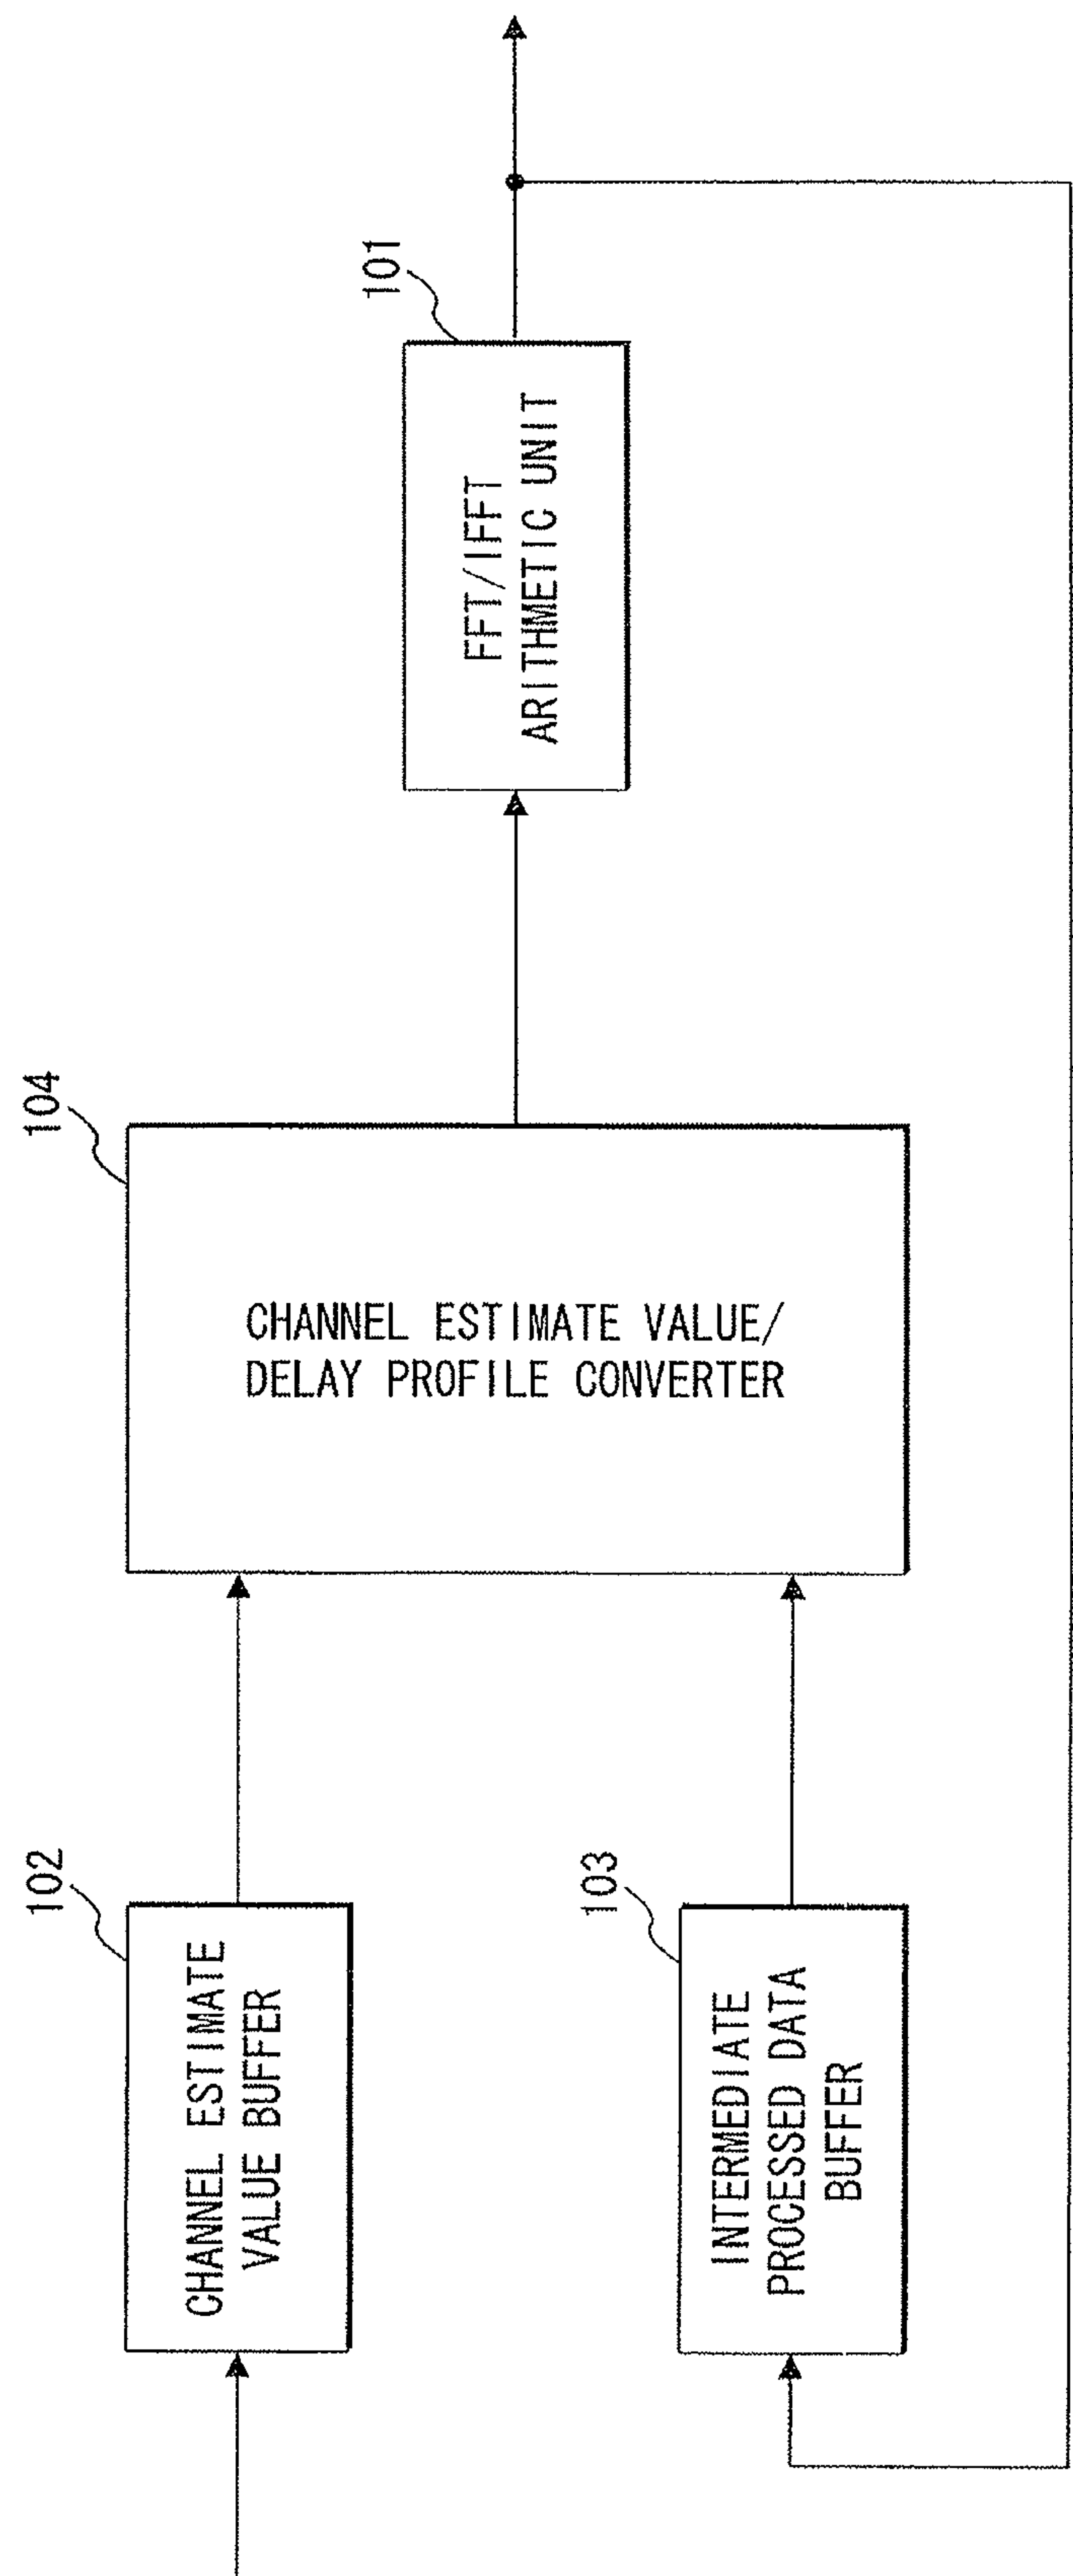 102
CHANNEL ESTIMATE
VALUE BUFFER
103
INTERMEDIATE
PROCESSED DATA
BUFFER
104
CHANNEL ESTIMATE VALUE/
DELAY PROFILE CONVERTER
101
FFT/IFFT
ARITHMETIC UNIT